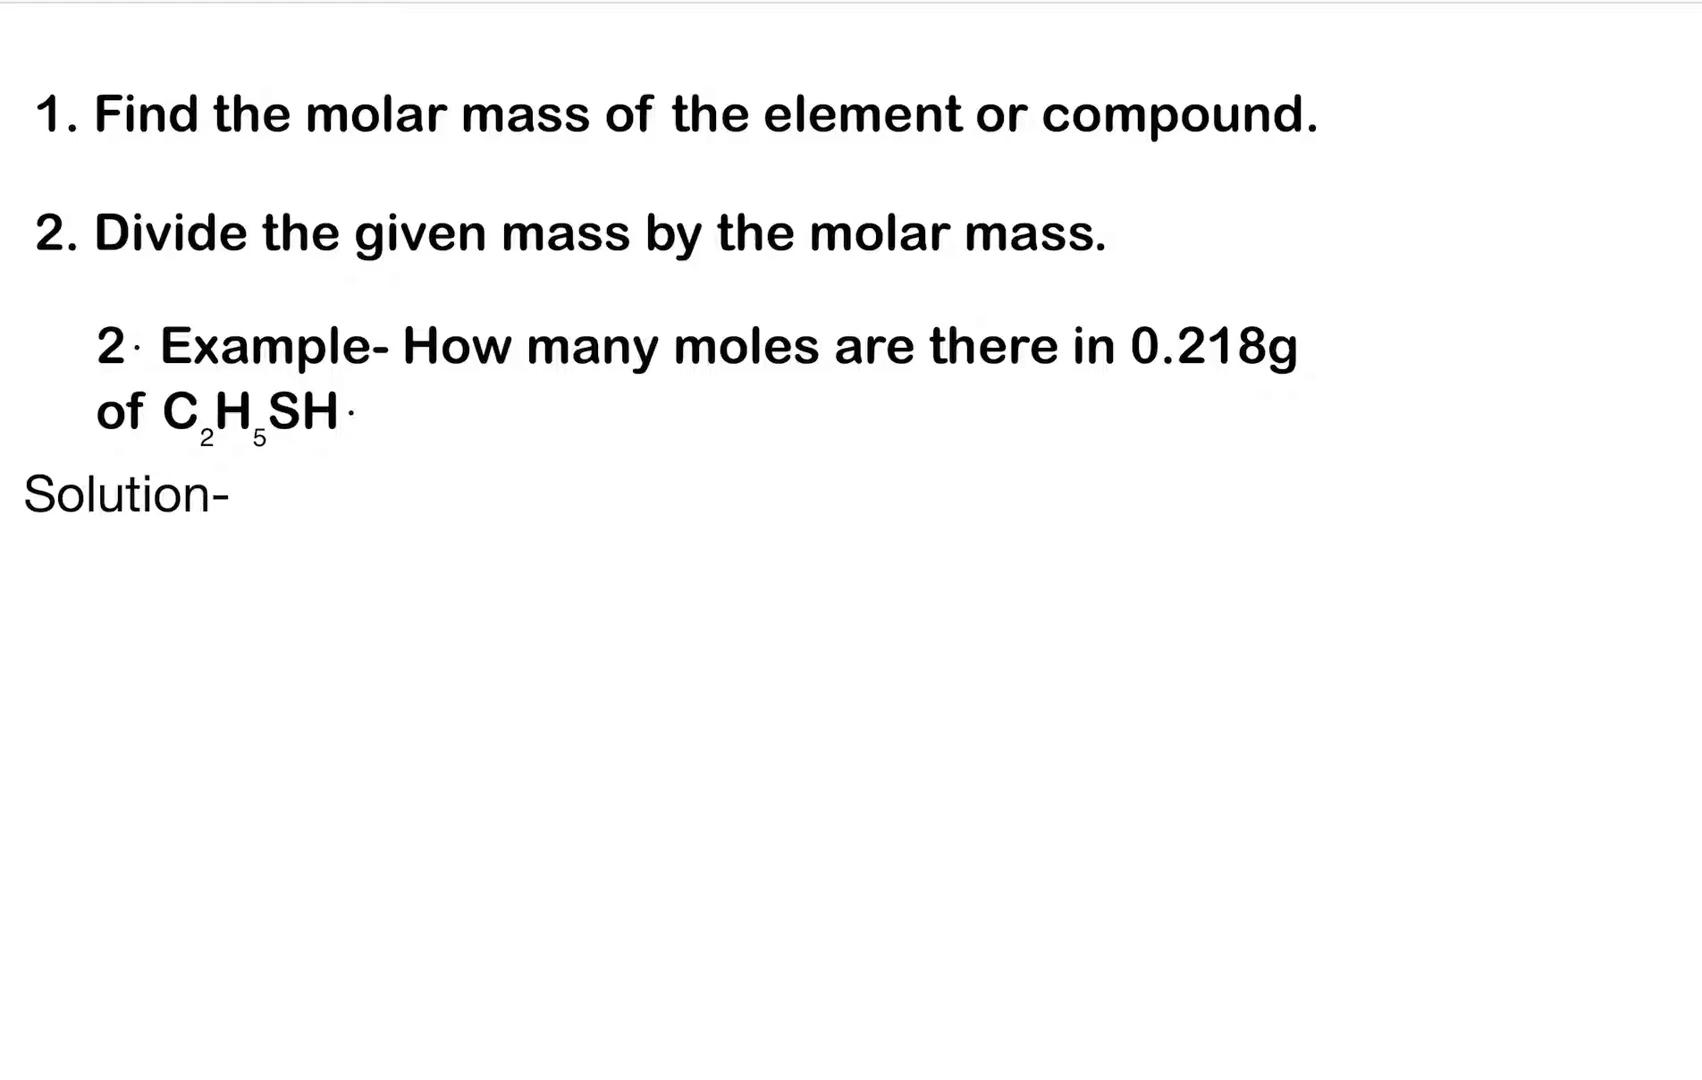 1. Find the molar mass of the element or compound.
2. Divide the given mass by the molar mass.
2· Example- How many moles are there in 0.218g
of C₂H₅SH·
Solution-